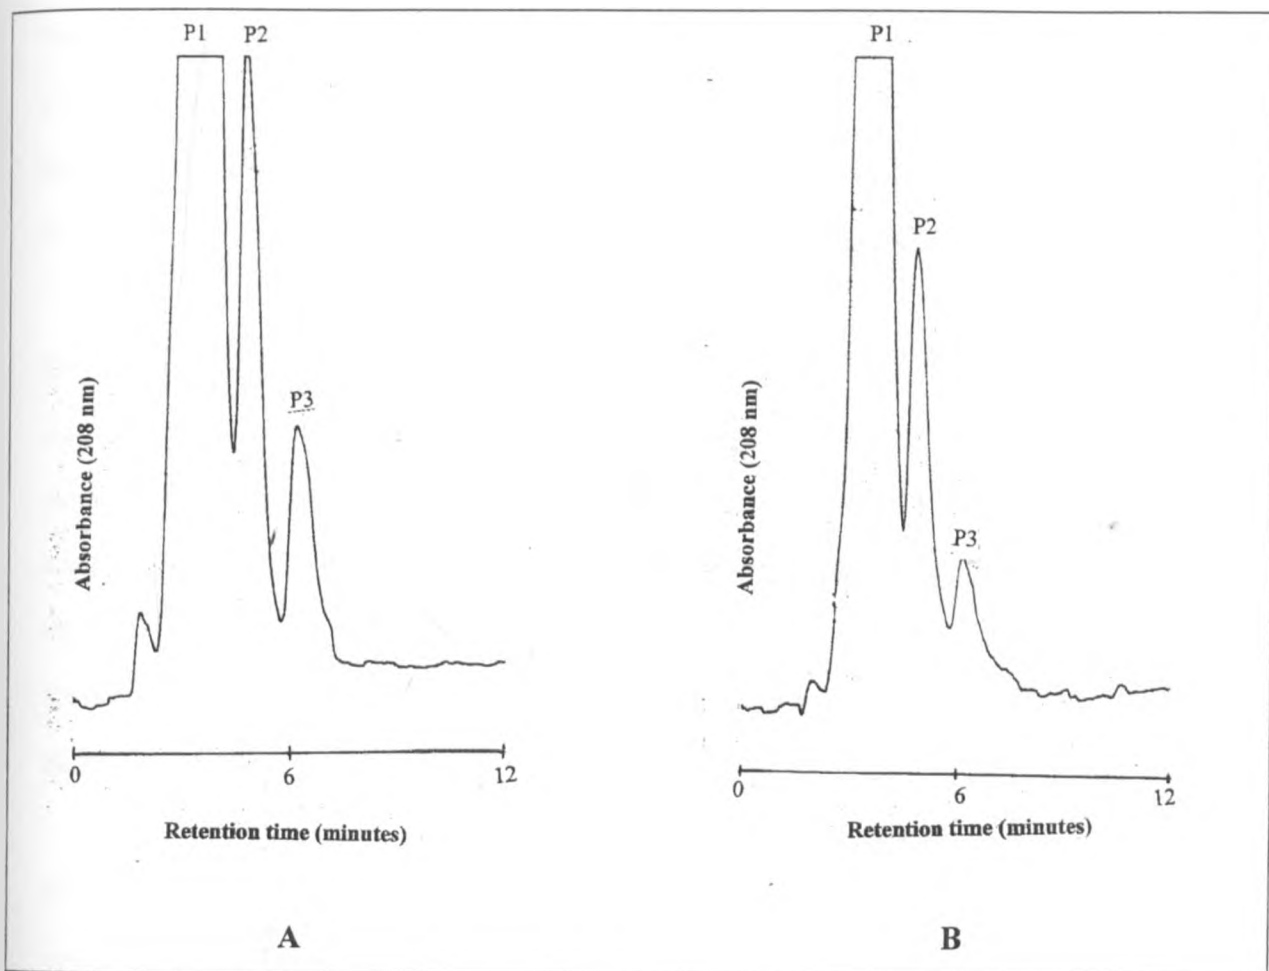 P1 P2
P3
Absorbance (208 nm)
0 6 12
Retention time (minutes)
A
P1
P2
P3
Absorbance (208 nm)
0 6 12
Retention time (minutes)
B